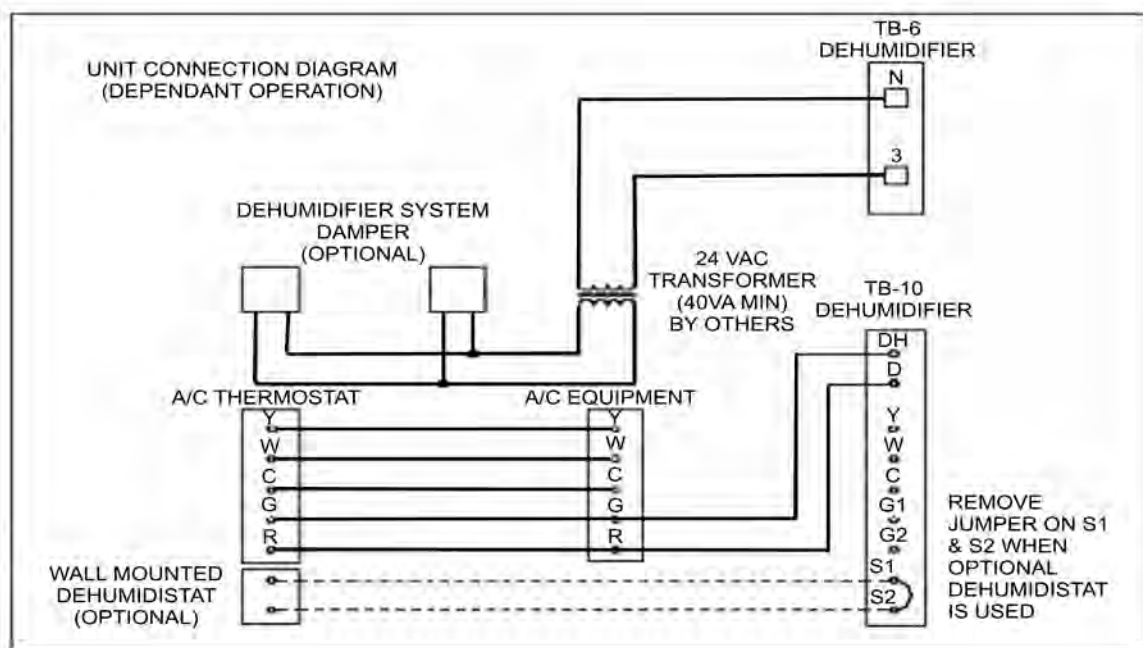 UNIT CONNECTION DIAGRAM
(DEPENDANT OPERATION)
TB-6
DEHUMIDIFIER
N
3
DEHUMIDIFIER SYSTEM
DAMPER
(OPTIONAL)
24 VAC
TRANSFORMER
(40VA MIN)
BY OTHERS
TB-10
DEHUMIDIFIER
DH
D
Y
W
C
G1
G2
S1
S2
A/C THERMOSTAT
Y
W
C
G
R
A/C EQUIPMENT
Y
W
C
G
R
WALL MOUNTED
DEHUMIDISTAT
(OPTIONAL)
REMOVE
JUMPER ON S1
& S2 WHEN
OPTIONAL
DEHUMIDISTAT
IS USED